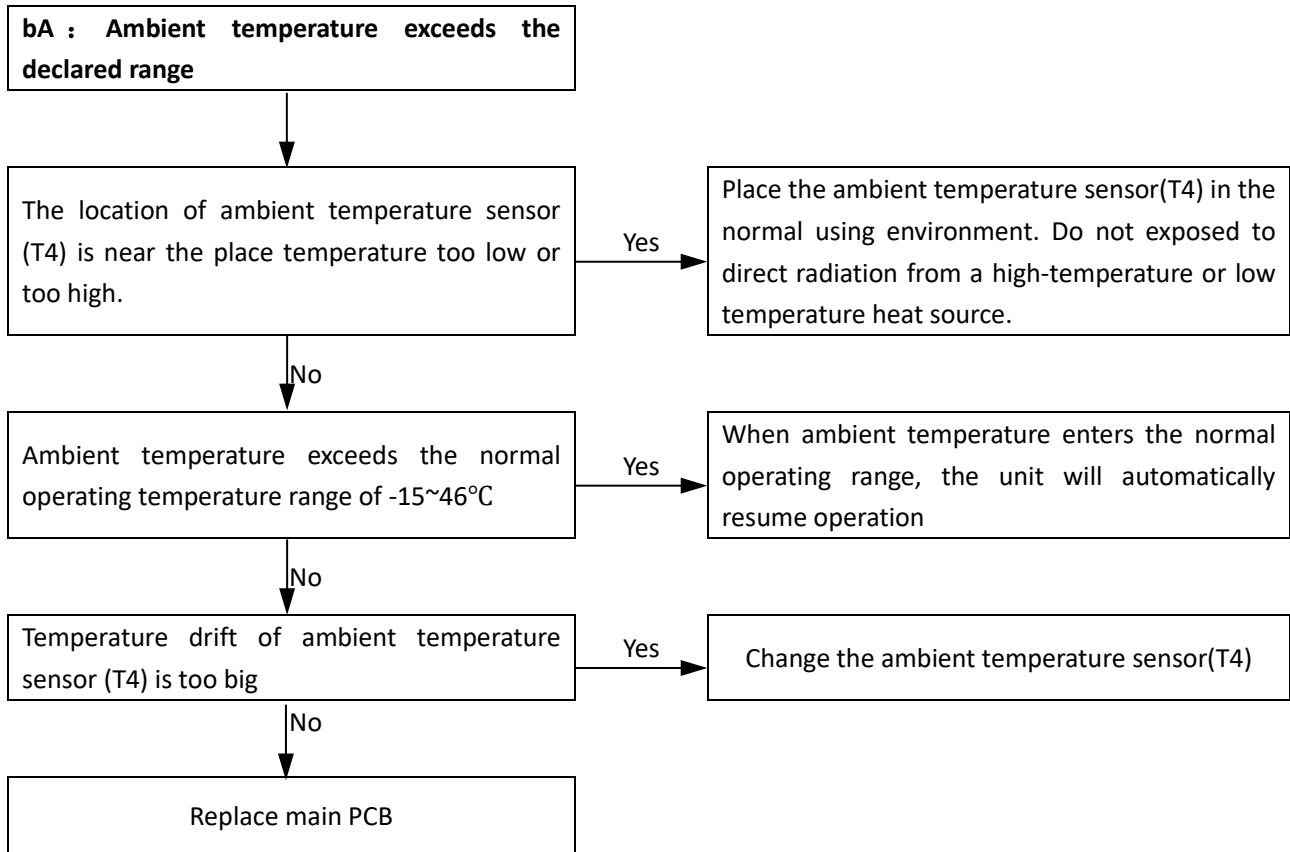 bA ： Ambient temperature exceeds the
declared range
The location of ambient temperature sensor
(T4) is near the place temperature too low or
too high.
Yes
Place the ambient temperature sensor(T4) in the
normal using environment. Do not exposed to
direct radiation from a high-temperature or low
temperature heat source.
No
Ambient temperature exceeds the normal
operating temperature range of -15~46℃
Yes
When ambient temperature enters the normal
operating range, the unit will automatically
resume operation
No
Temperature drift of ambient temperature
sensor (T4) is too big
Yes
Change the ambient temperature sensor(T4)
No
Replace main PCB